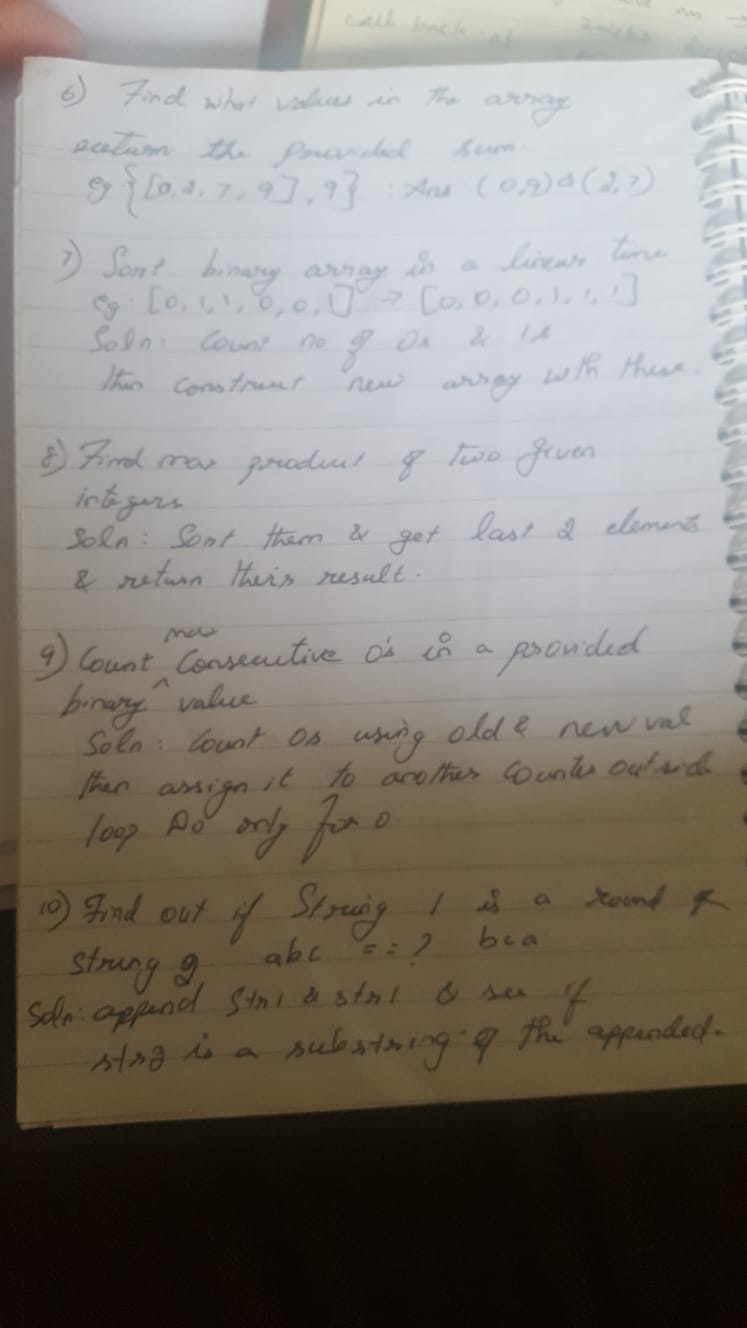 call back at
6) Find what values in the array
return the provided sum.
eg {[0,2,7,9],9} : Ans (0,9) & (2,7)
7) Sort binary array in a linear time
eg: [0,1,1,0,0,1] → [0,0,0,1,1,1]
Soln: Count no of 0s & 1s
then construct new array with these.
8) Find max product of two given
integers
Soln: Sort them & get last 2 elements
& return their result.
max
9) Count ^ Consecutive 0's in a provided
binary value
Soln: Count 0s using old & new val
then assign it to another counter outside
loop Do only for 0.
10) Find out if String 1 is a round
String 2 abc ==? bca
Soln: append Str1 & str1 & see if
str2 is a substring of the appended.